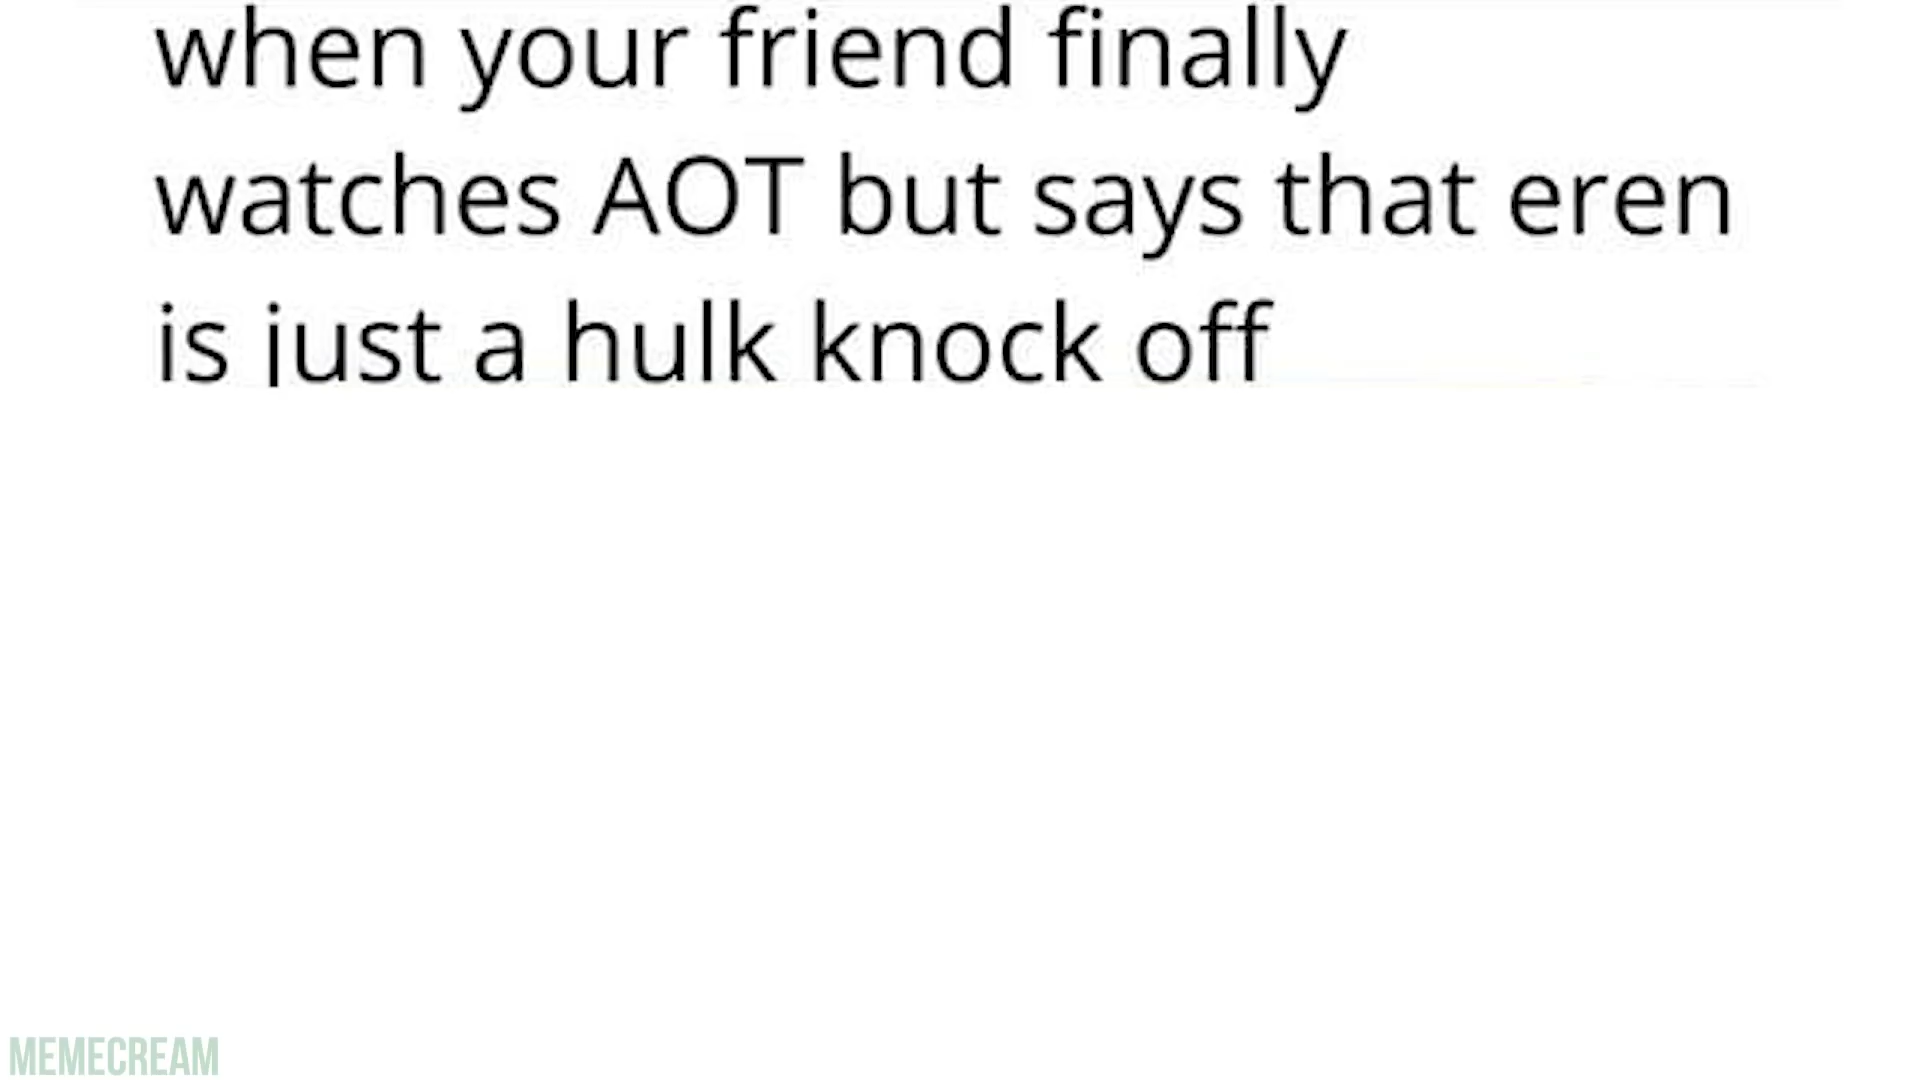 when your friend finally
watches AOT but says that eren
is just a hulk knock off
MEMECREAM